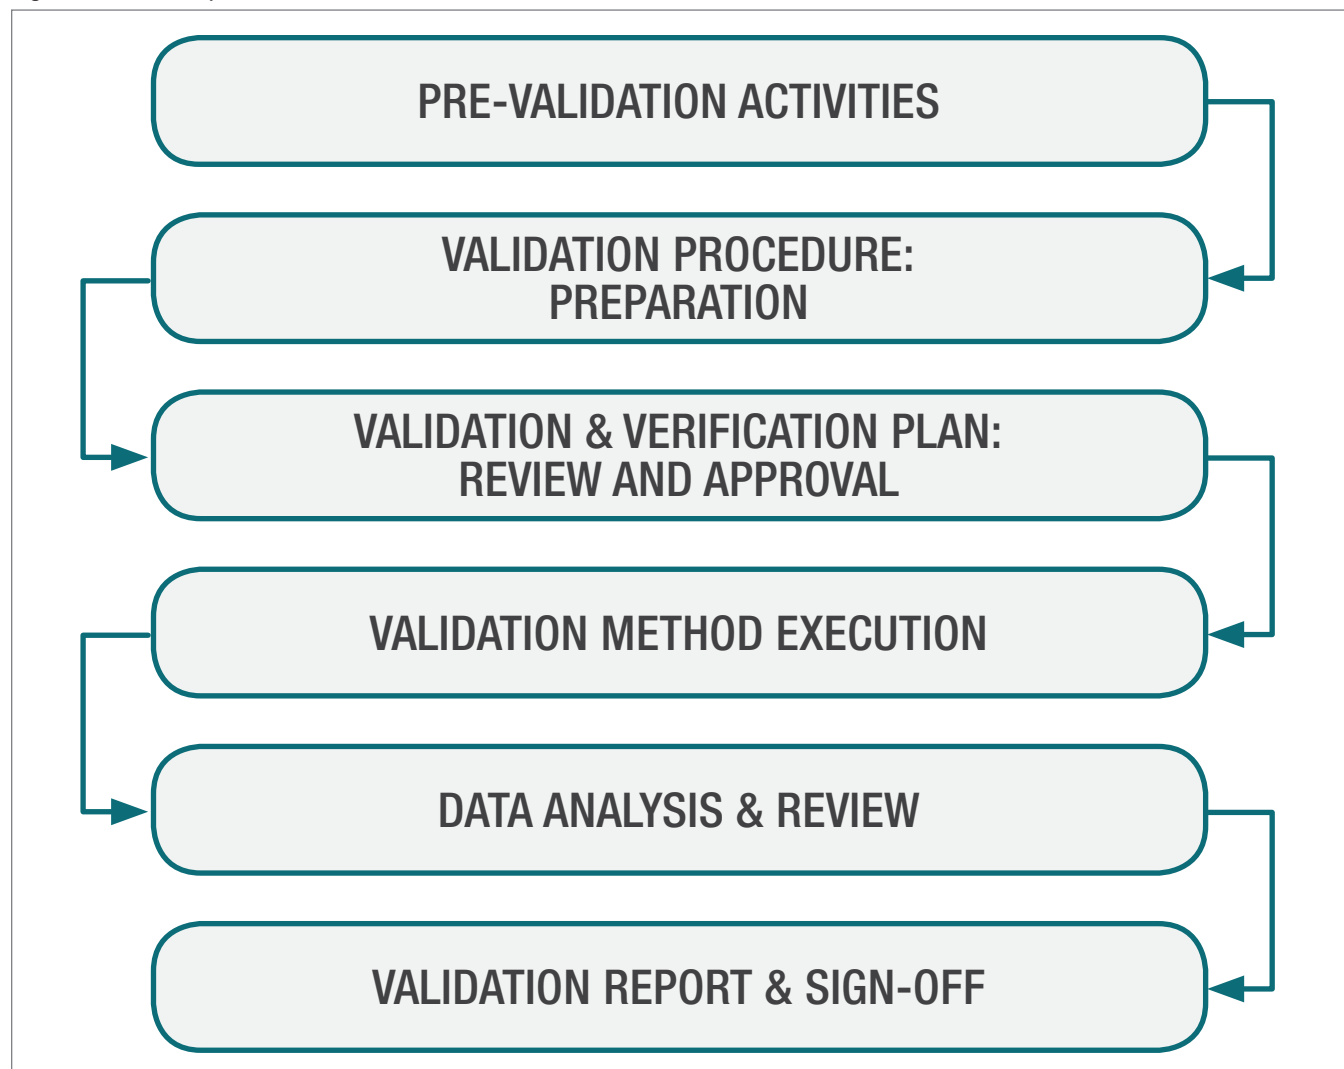 PRE-VALIDATION ACTIVITIES
VALIDATION PROCEDURE:
PREPARATION
VALIDATION & VERIFICATION PLAN:
REVIEW AND APPROVAL
VALIDATION METHOD EXECUTION
DATA ANALYSIS & REVIEW
VALIDATION REPORT & SIGN-OFF